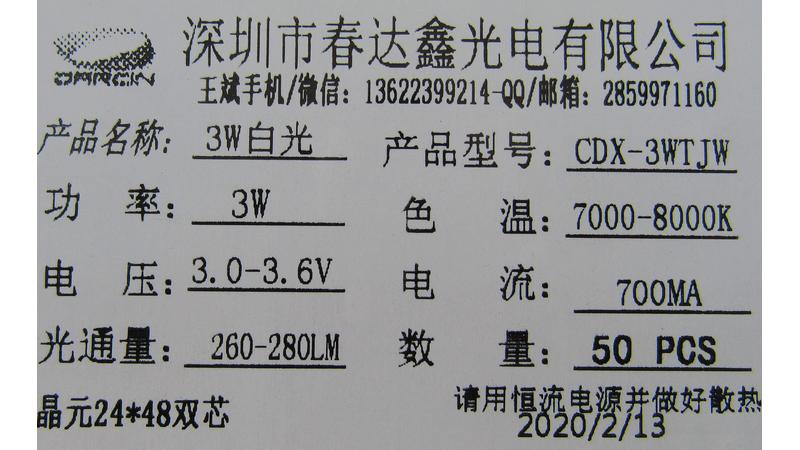 深圳市春达鑫光电有限公司
王斌手机/微信：13622399214-QQ/邮箱：2859971160
产品名称：3W白光 产品型号：CDX-3WTJW
功 率：3W 色 温：7000-8000K
电 压：3.0-3.6V 电 流：700MA
光通量：260-280LM 数 量：50 PCS
晶元24*48双芯 请用恒流电源并做好散热
2020/2/13